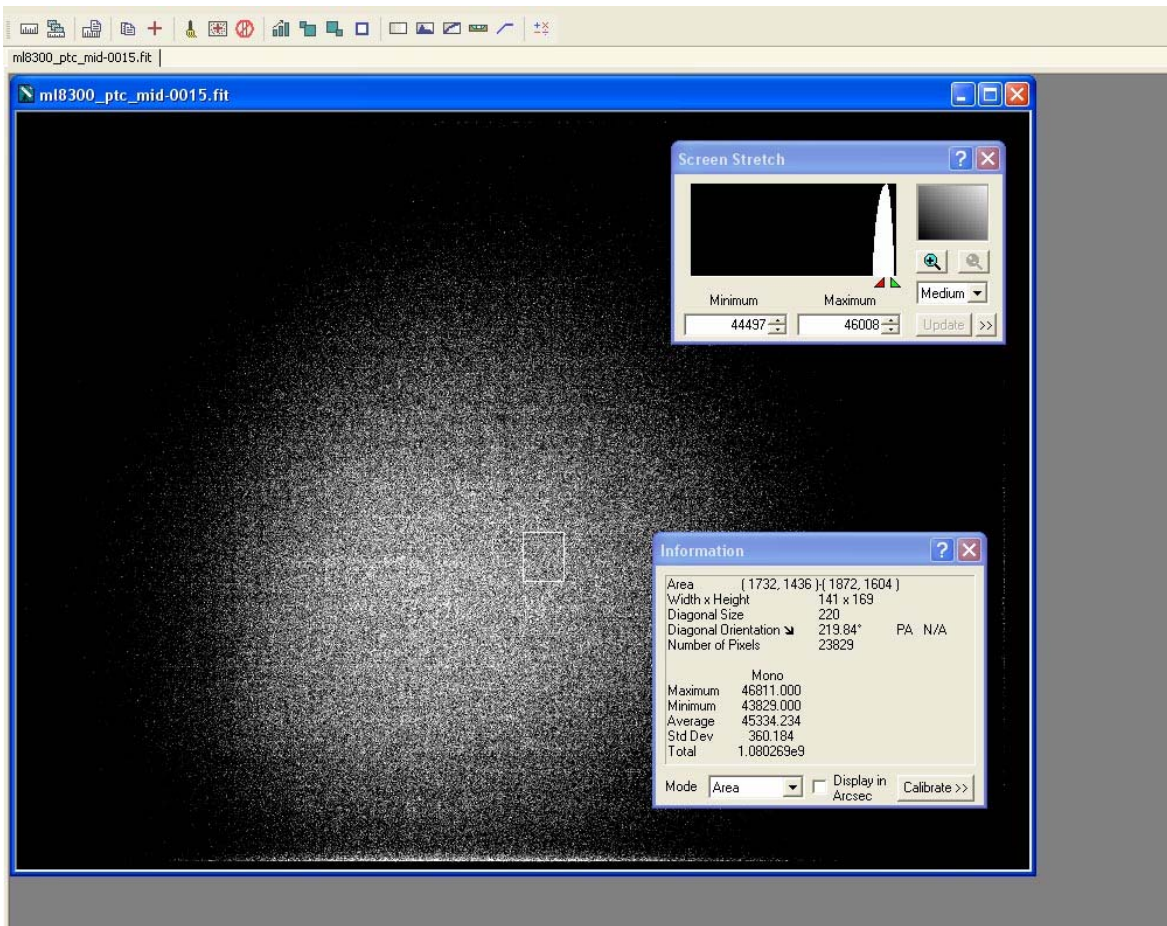 ml8300_ptc_mid-0015.fit
ml8300_ptc_mid-0015.fit
Screen Stretch
Minimum Maximum Medium
44497 46008 Update >>
Information
Area ( 1732, 1436 )-( 1872, 1604 )
Width x Height 141 x 169
Diagonal Size 220
Diagonal Orientation 219.84° PA N/A
Number of Pixels 23829
Mono
Maximum 46811.000
Minimum 43829.000
Average 45334.234
Std Dev 360.184
Total 1.080269e9
Mode Area Display in Arcsec Calibrate >>